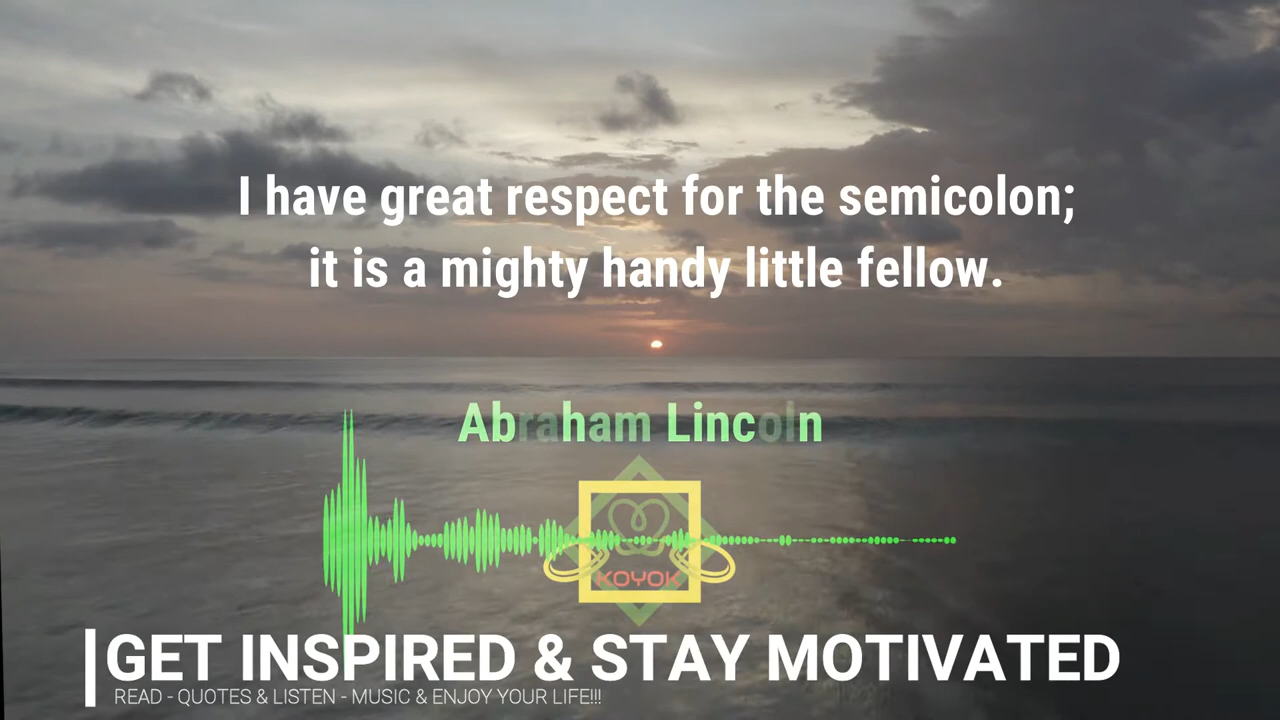 I have great respect for the semicolon;
it is a mighty handy little fellow.
Abraham Lincoln
KOYOK
GET INSPIRED & STAY MOTIVATED
READ - QUOTES & LISTEN - MUSIC & ENJOY YOUR LIFE!!!